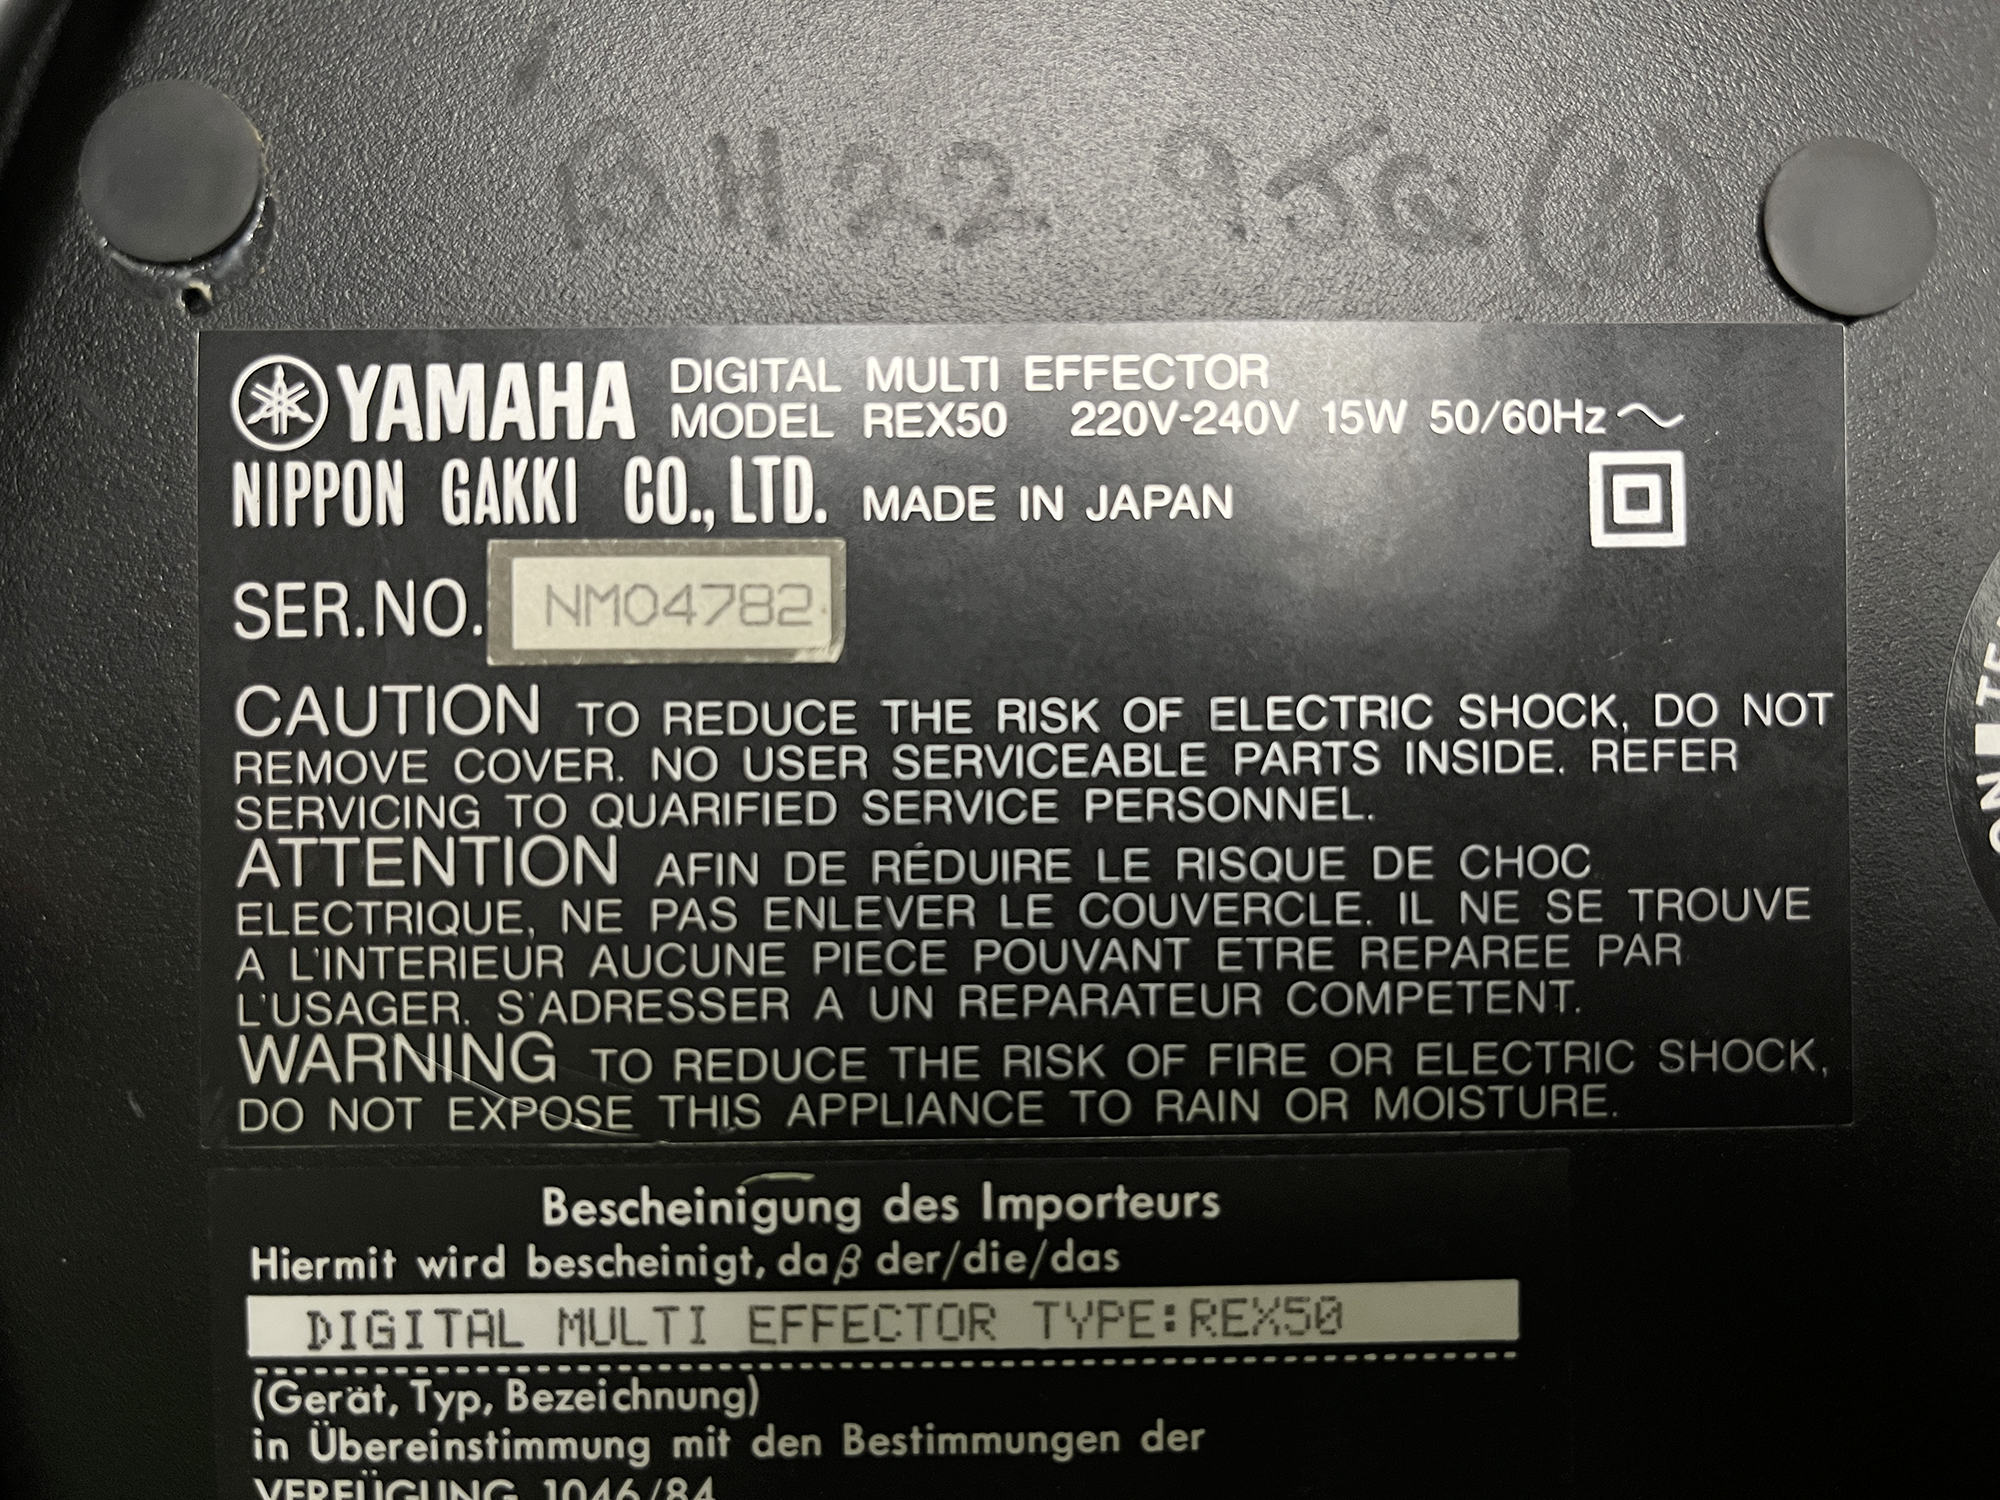 YAMAHA DIGITAL MULTI EFFECTOR
MODEL REX50 220V-240V 15W 50/60Hz
NIPPON GAKKI CO., LTD. MADE IN JAPAN
SER.NO. NM04782
CAUTION TO REDUCE THE RISK OF ELECTRIC SHOCK, DO NOT
REMOVE COVER. NO USER SERVICEABLE PARTS INSIDE. REFER
SERVICING TO QUARIFIED SERVICE PERSONNEL.
ATTENTION AFIN DE RÉDUIRE LE RISQUE DE CHOC
ELECTRIQUE, NE PAS ENLEVER LE COUVERCLE. IL NE SE TROUVE
A L'INTERIEUR AUCUNE PIECE POUVANT ETRE REPAREE PAR
L'USAGER. S'ADRESSER A UN REPARATEUR COMPETENT.
WARNING TO REDUCE THE RISK OF FIRE OR ELECTRIC SHOCK,
DO NOT EXPOSE THIS APPLIANCE TO RAIN OR MOISTURE.
Bescheinigung des Importeurs
Hiermit wird bescheinigt, daß der/die/das
DIGITAL MULTI EFFECTOR TYPE:REX50
(Gerät, Typ, Bezeichnung)
in Übereinstimmung mit den Bestimmungen der
VERFÜGUNG 1046/84